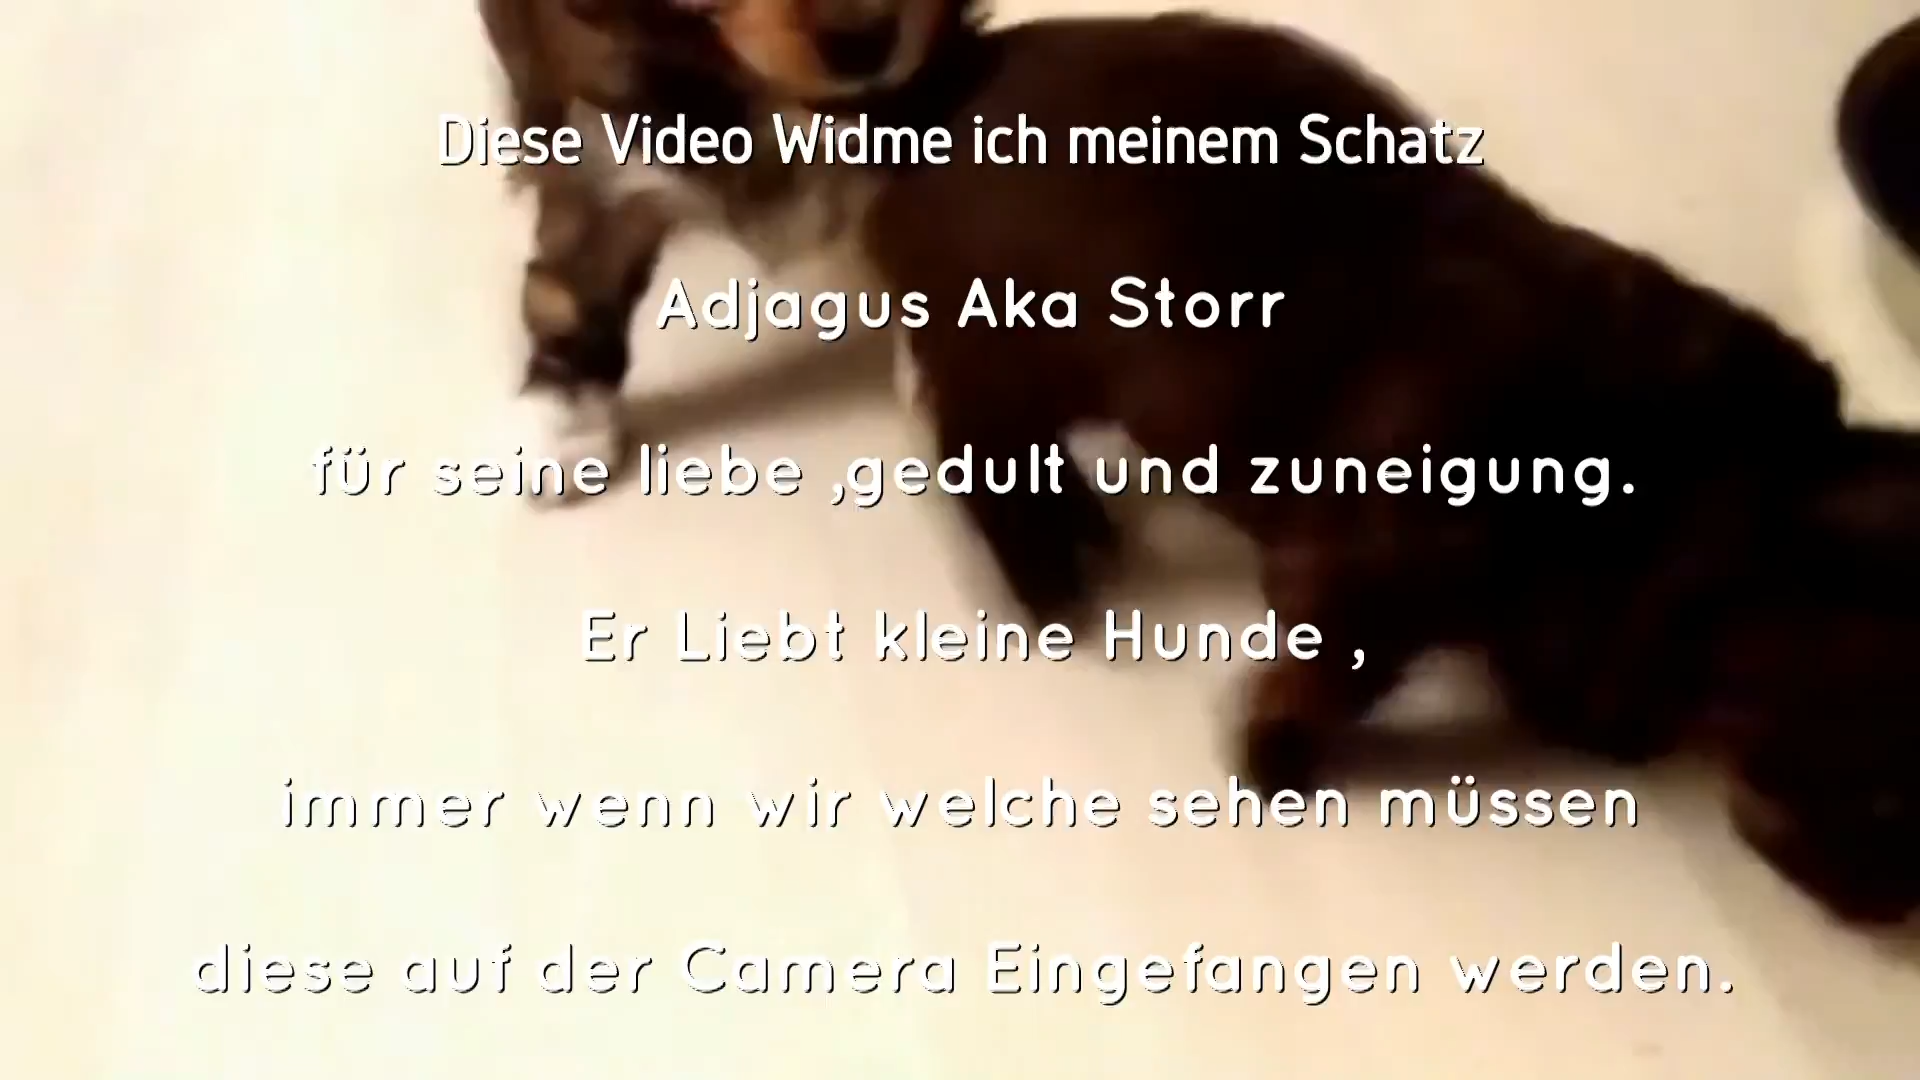 Diese Video Widme ich meinem Schatz
Adjagus Aka Storr
für seine liebe ,gedult und zuneigung.
Er Liebt kleine Hunde ,
immer wenn wir welche sehen müssen
diese auf der Camera Eingefangen werden.